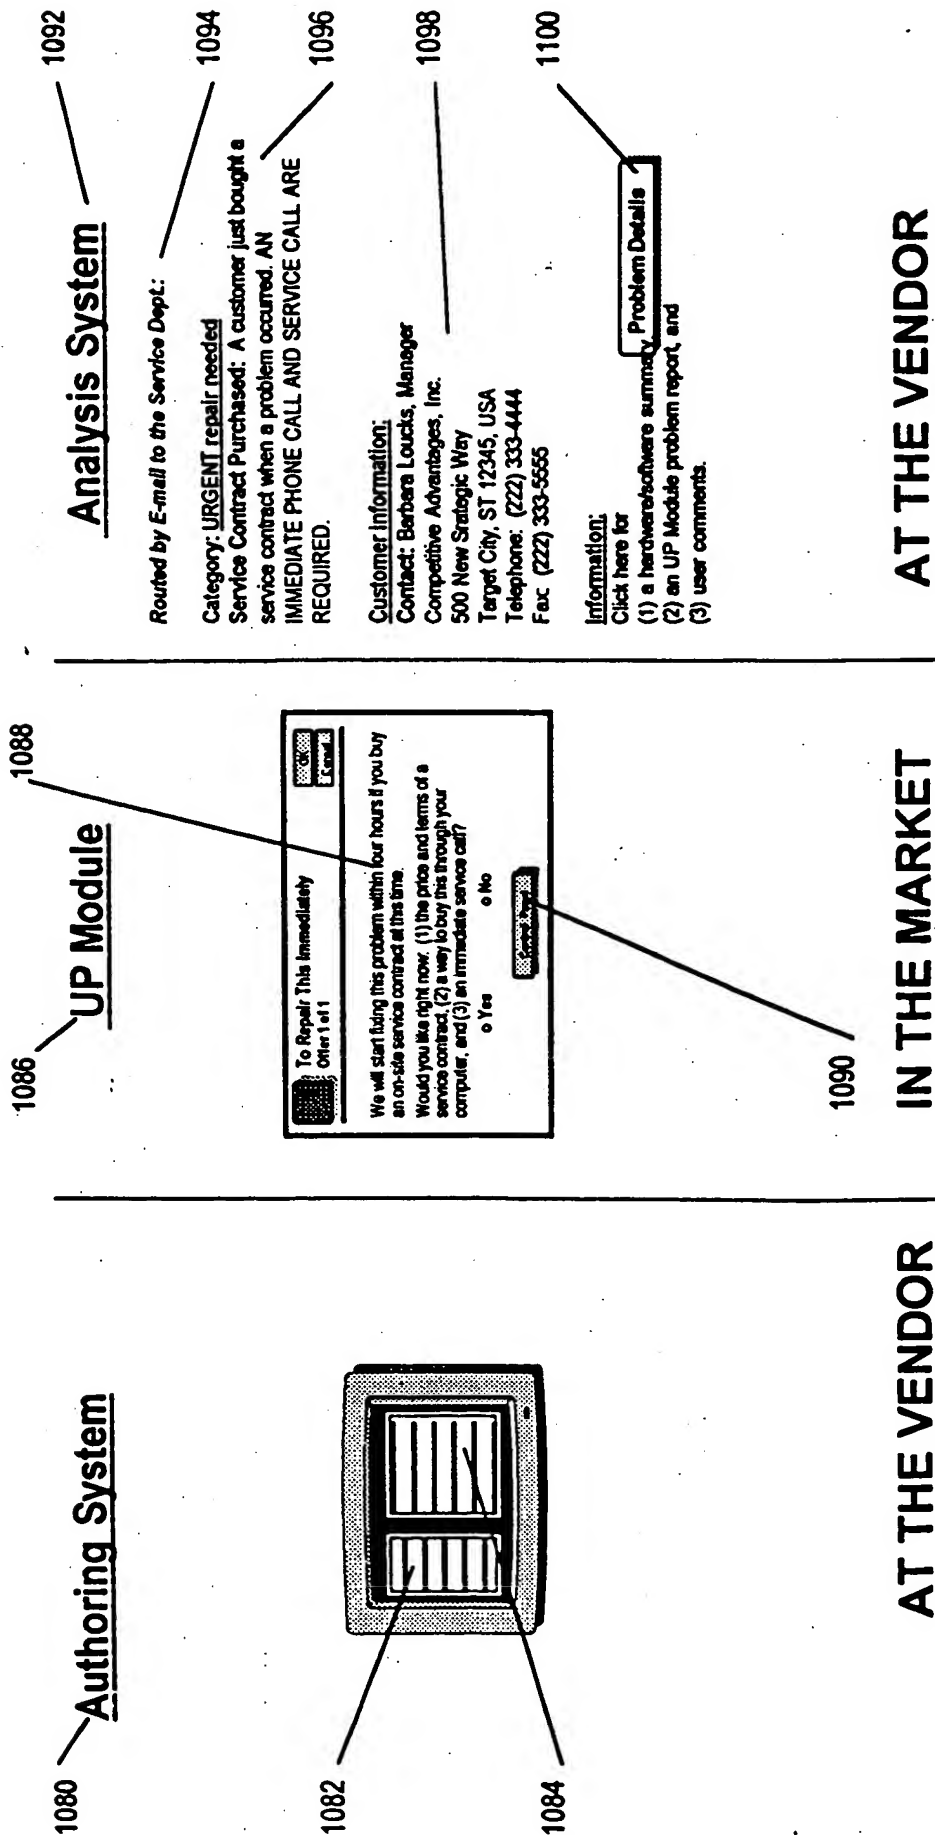 1080
Authoring System
1082
1084
AT THE VENDOR
1086
UP Module
1088
To Repair This Immediately
Offer 1 of 1
OK
Cancel
We will start fixing this problem within four hours if you buy
an on-site service contract at this time.
Would you like right now: (1) the price and terms of a
service contract, (2) a way to buy this through your
computer, and (3) an immediate service call?
o Yes
o No
1090
IN THE MARKET
1092
Analysis System
1094
Routed by E-mail to the Service Dept.:
1096
Category: URGENT repair needed
Service Contract Purchased: A customer just bought a
service contract when a problem occurred. AN
IMMEDIATE PHONE CALL AND SERVICE CALL ARE
REQUIRED.
1098
Customer Information:
Contact: Barbara Loucks, Manager
Competitive Advantages, Inc.
500 New Srategic Way
Target City, ST 12345, USA
Telephone: (222) 333-4444
Fax: (222) 333-5555
1100
Information:
Click here for
(1) a hardware/software summary,
(2) an UP Module problem report, and
(3) user comments.
Problem Details
AT THE VENDOR